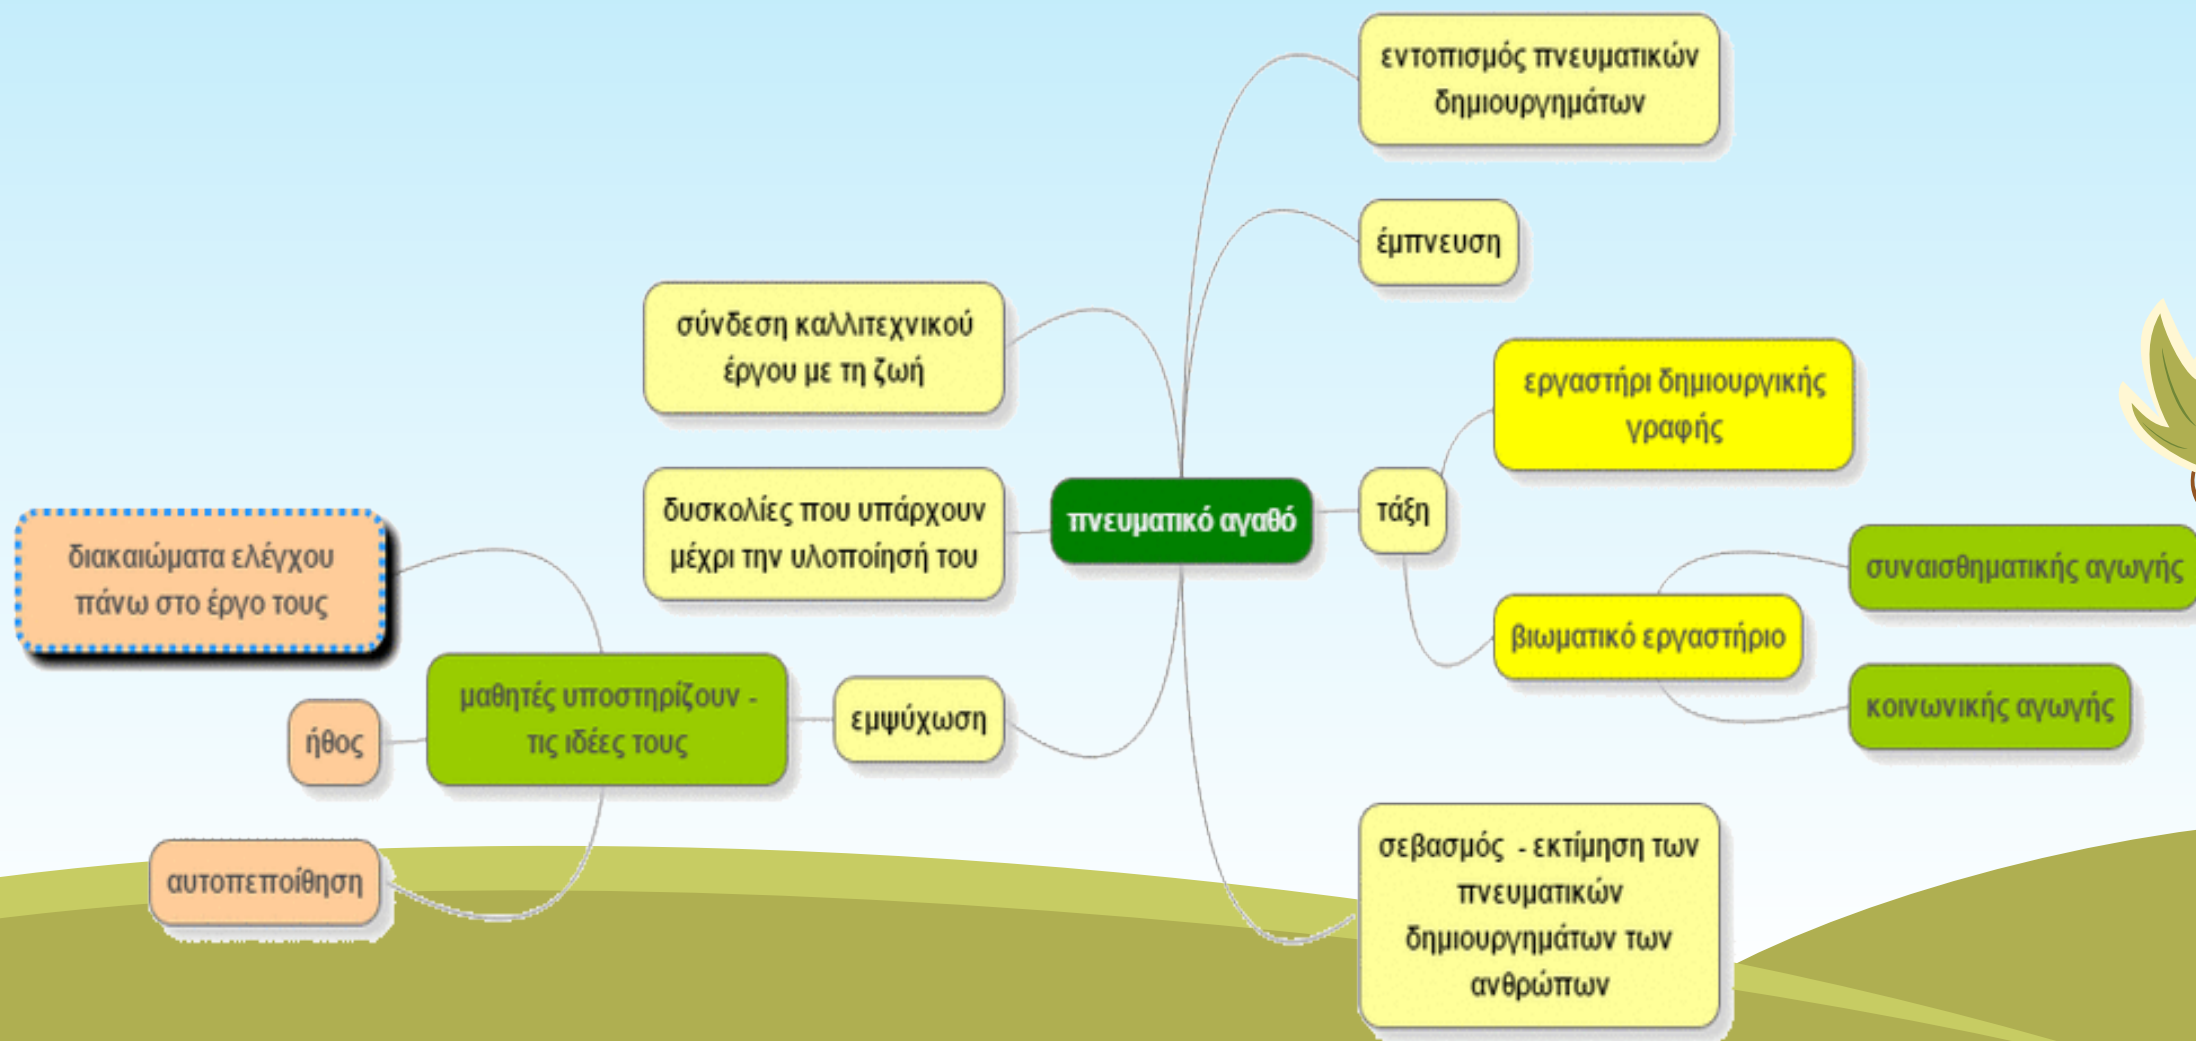 εντοπισμός πνευματικών
δημιουργημάτων
έμπνευση
σύνδεση καλλιτεχνικού
έργου με τη ζωή
εργαστήρι δημιουργικής
γραφής
δυσκολίες που υπάρχουν
μέχρι την υλοποίησή του
πνευματικό αγαθό
τάξη
διακαιώματα ελέγχου
πάνω στο έργο τους
συναισθηματικής αγωγής
βιωματικό εργαστήριο
μαθητές υποστηρίζουν -
τις ιδέες τους
εμψύχωση
κοινωνικής αγωγής
ήθος
αυτοπεποίθηση
σεβασμός - εκτίμηση των
πνευματικών
δημιουργημάτων των
ανθρώπων